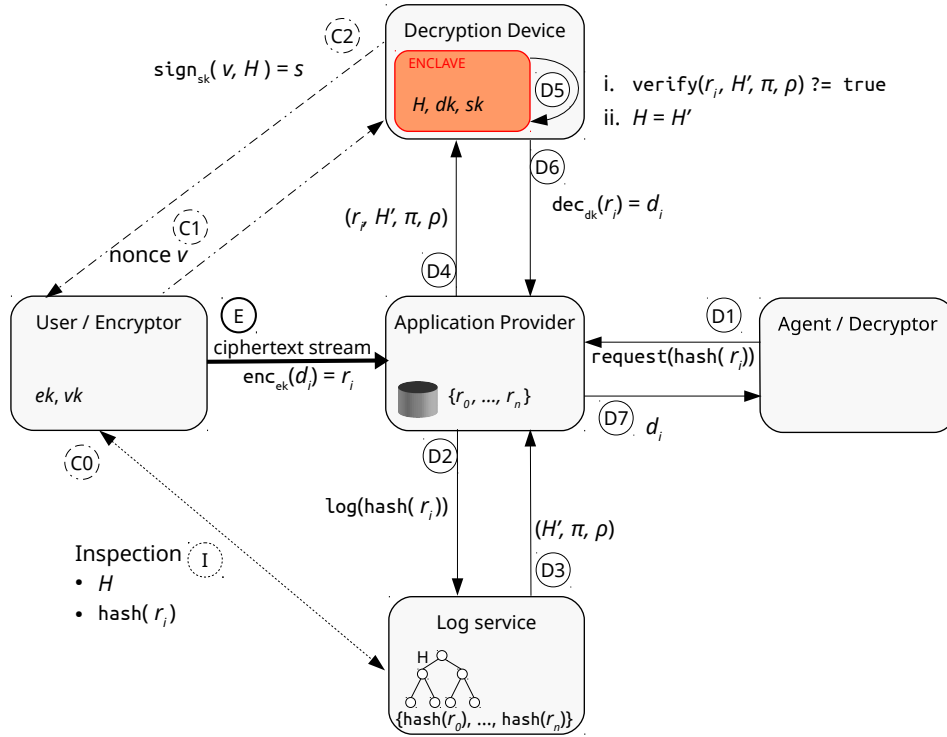 Decryption Device
C2
ENCLAVE
sign_sk( v, H ) = s
D5
i. verify(r_i, H′, π, ρ) ?= true
H, dk, sk
ii. H = H′
D6
dec_dk(r_i) = d_i
(r_i, H′, π, ρ)
C1
nonce v
D4
User / Encryptor
E
Application Provider
D1
Agent / Decryptor
ciphertext stream
request(hash( r_i))
enc_ek(d_i) = r_i
ek, vk
{r_0, ..., r_n}
D7
d_i
C0
D2
log(hash( r_i))
(H′, π, ρ)
Inspection
I
D3
• H
• hash( r_i)
Log service
H
{hash(r_0), ..., hash(r_n)}